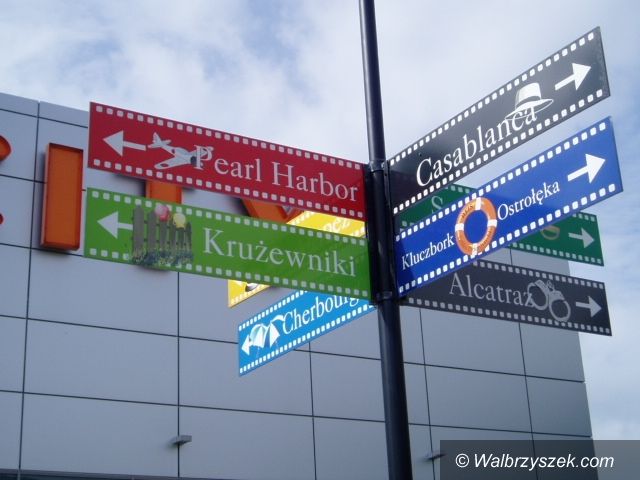 Pearl Harbor
Krużewniki
Cherbourg
Casablanca
Kluczbork Ostrołęka
Alcatraz
© Walbrzyszek.com